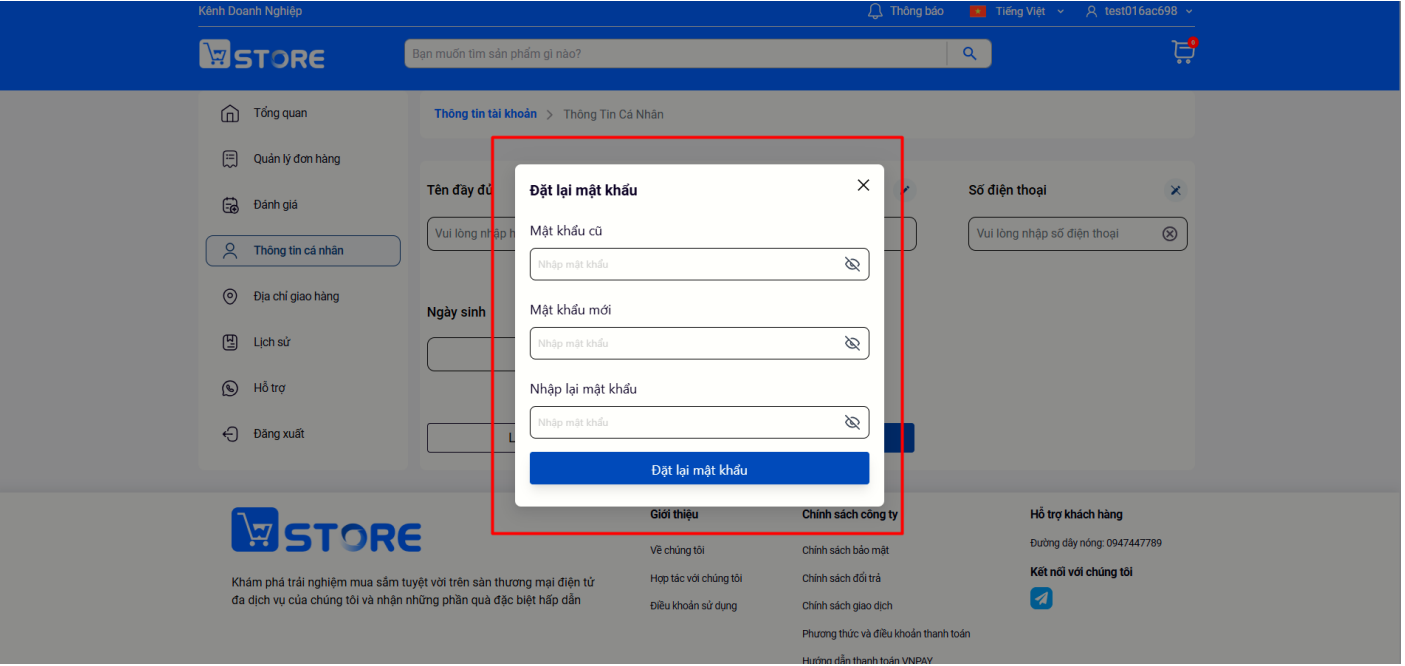 Kênh Doanh Nghiệp
Thông báo
Tiếng Việt
test016ac698
STORE
Bạn muốn tìm sản phẩm gì nào?
0
Tổng quan
Quản lý đơn hàng
Đánh giá
Thông tin cá nhân
Địa chỉ giao hàng
Lịch sử
Hỗ trợ
Đăng xuất
Thông tin tài khoản > Thông Tin Cá Nhân
Tên đầy đủ
Vui lòng nhập h
Số điện thoại
Vui lòng nhập số điện thoại
Ngày sinh
L
Đặt lại mật khẩu
Mật khẩu cũ
Nhập mật khẩu
Mật khẩu mới
Nhập mật khẩu
Nhập lại mật khẩu
Nhập mật khẩu
Đặt lại mật khẩu
STORE
Khám phá trải nghiệm mua sắm tuyệt vời trên sàn thương mại điện tử
đa dịch vụ của chúng tôi và nhận những phần quà đặc biệt hấp dẫn
Giới thiệu
Về chúng tôi
Hợp tác với chúng tôi
Điều khoản sử dụng
Chính sách công ty
Chính sách bảo mật
Chính sách đổi trả
Chính sách giao dịch
Phương thức và điều khoản thanh toán
Hướng dẫn thanh toán VNPAY
Hỗ trợ khách hàng
Đường dây nóng: 0947447789
Kết nối với chúng tôi